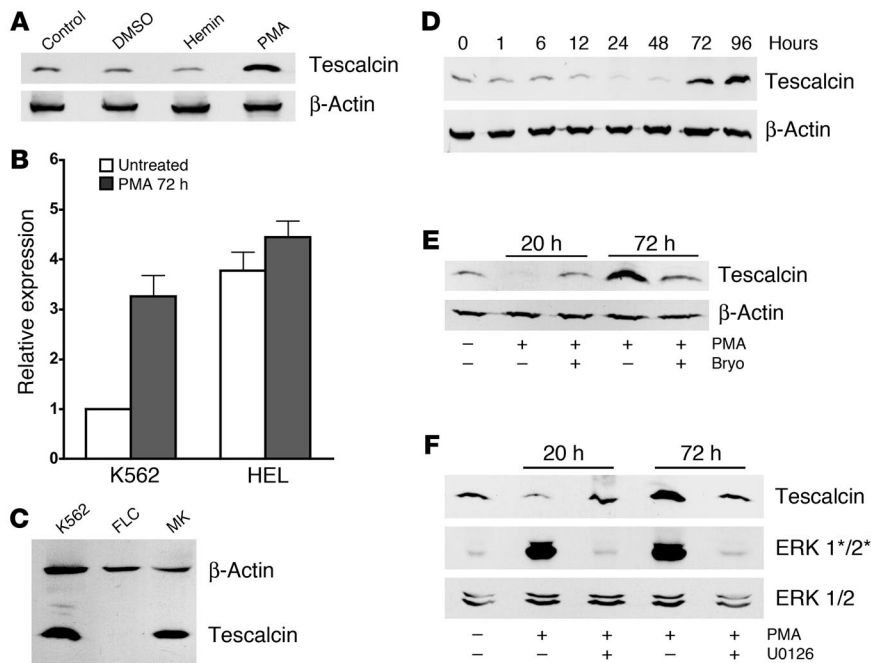 A
Control DMSO Hemin PMA
Tescalcin
β-Actin
B
Untreated
PMA 72 h
Relative expression
6
5
4
3
2
1
0
K562 HEL
C
K562 FLC MK
β-Actin
Tescalcin
D
0 1 6 12 24 48 72 96 Hours
Tescalcin
β-Actin
E
20 h 72 h
Tescalcin
β-Actin
– + + + + PMA
– – + – + Bryo
F
20 h 72 h
Tescalcin
ERK 1*/2*
ERK 1/2
– + + + + PMA
– – + – + U0126